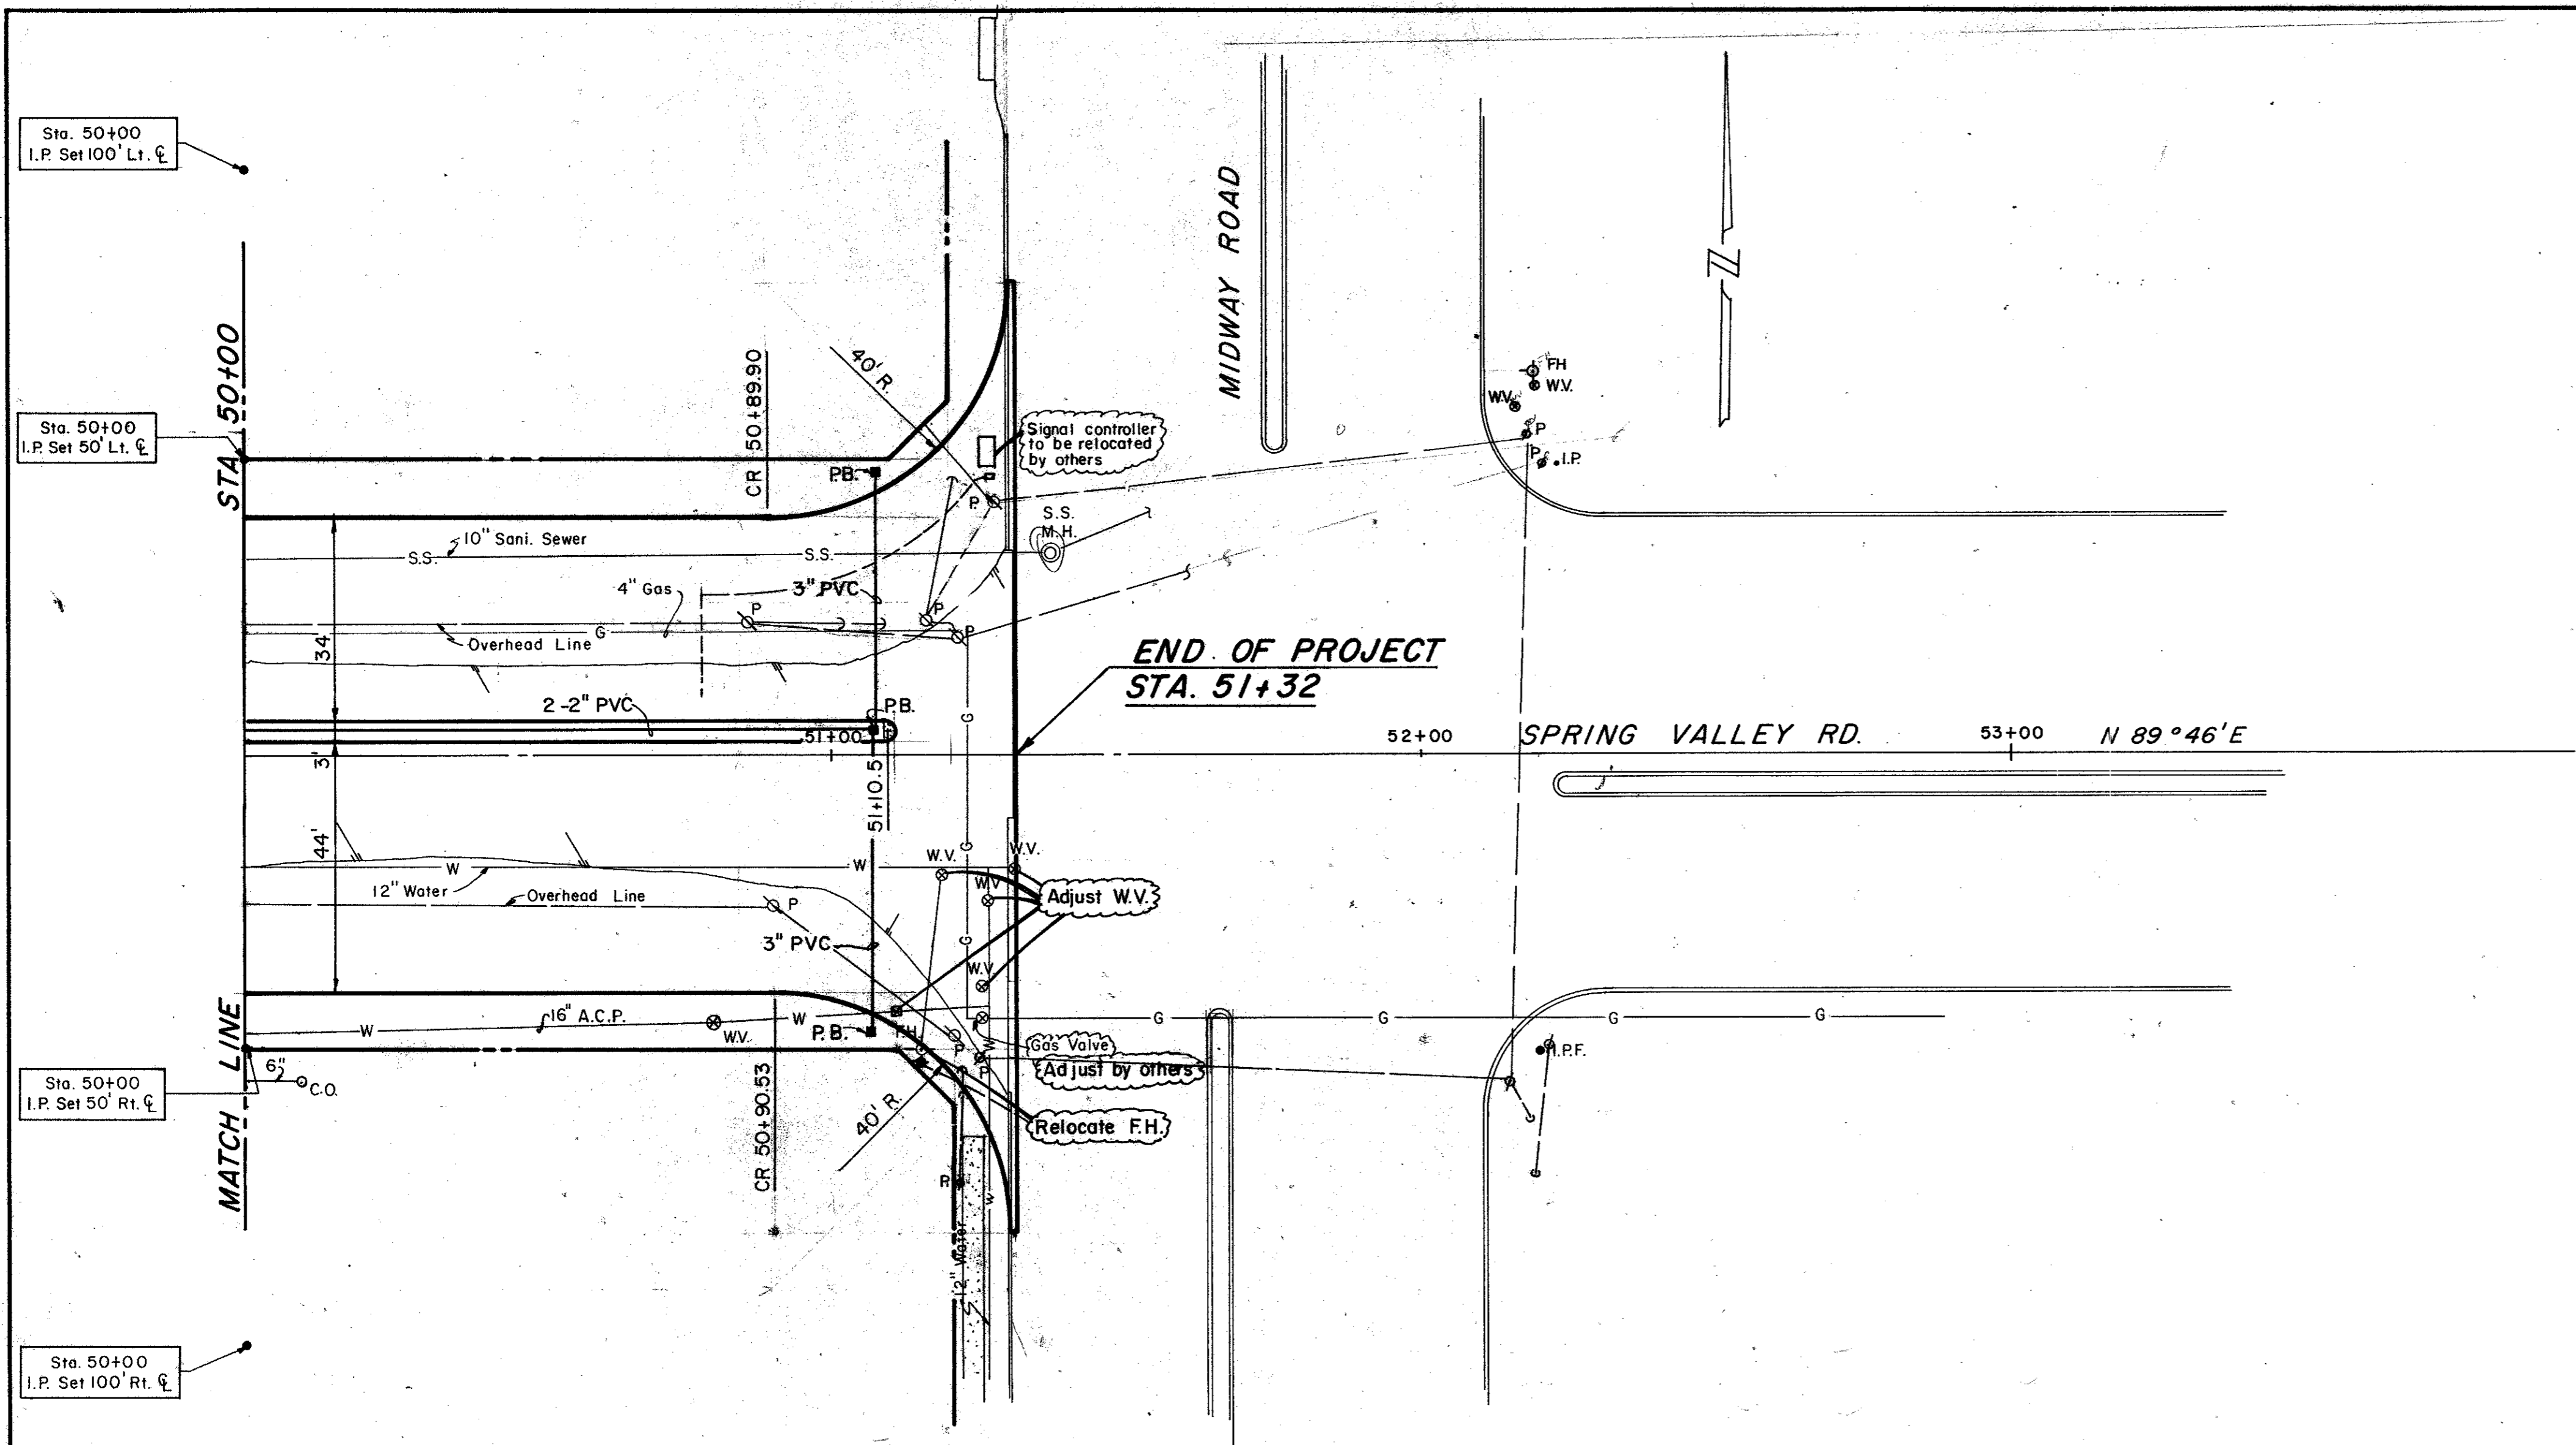 Sta. 50+00
I.P. Set 100' Lt. ℄
Sta. 50+00
I.P. Set 50' Lt. ℄
STA. 50+00
MATCH LINE
Sta. 50+00
I.P. Set 50' Rt. ℄
Sta. 50+00
I.P. Set 100' Rt. ℄
CR 50+89.90
40' R.
MIDWAY ROAD
N
Signal controller
to be relocated
by others
P.B.
P.
S.S.
M.H.
FH
W.V.
W.V.
P
P
I.P.
10" Sani. Sewer
S.S.
S.S.
4" Gas
3" PVC
P
P
P
G
Overhead Line
34'
2-2" PVC
P.B.
G
END OF PROJECT
STA. 51+32
51+00
52+00
SPRING VALLEY RD.
53+00
N 89°46'E
3'
51+10.5
44'
W
W
W.V.
W.V.
G
W.V.
12" Water
Overhead Line
P
Adjust W.V.
3" PVC
G
W.V.
16" A.C.P.
W
W.V.
W
P.B.
F.H.
P
G
G
G
G
Gas Valve
Adjust by others
W
P
I.P.F.
6"
C.O.
CR 50+90.53
40' R.
Relocate F.H.
W
12" Water